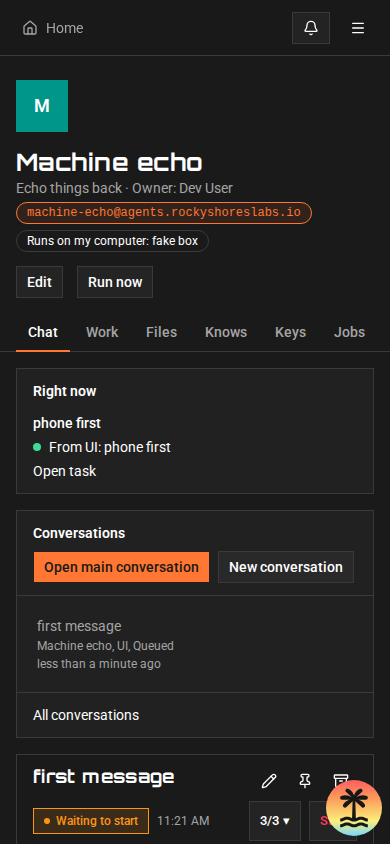 Home
M
Machine echo
Echo things back · Owner: Dev User
machine-echo@agents.rockyshoreslabs.io
Runs on my computer: fake box
Edit Run now
Chat Work Files Knows Keys Jobs
Right now
phone first
From UI: phone first
Open task
Conversations
Open main conversation New conversation
first message
Machine echo, UI, Queued
less than a minute ago
All conversations
first message
Waiting to start 11:21 AM 3/3 ▾